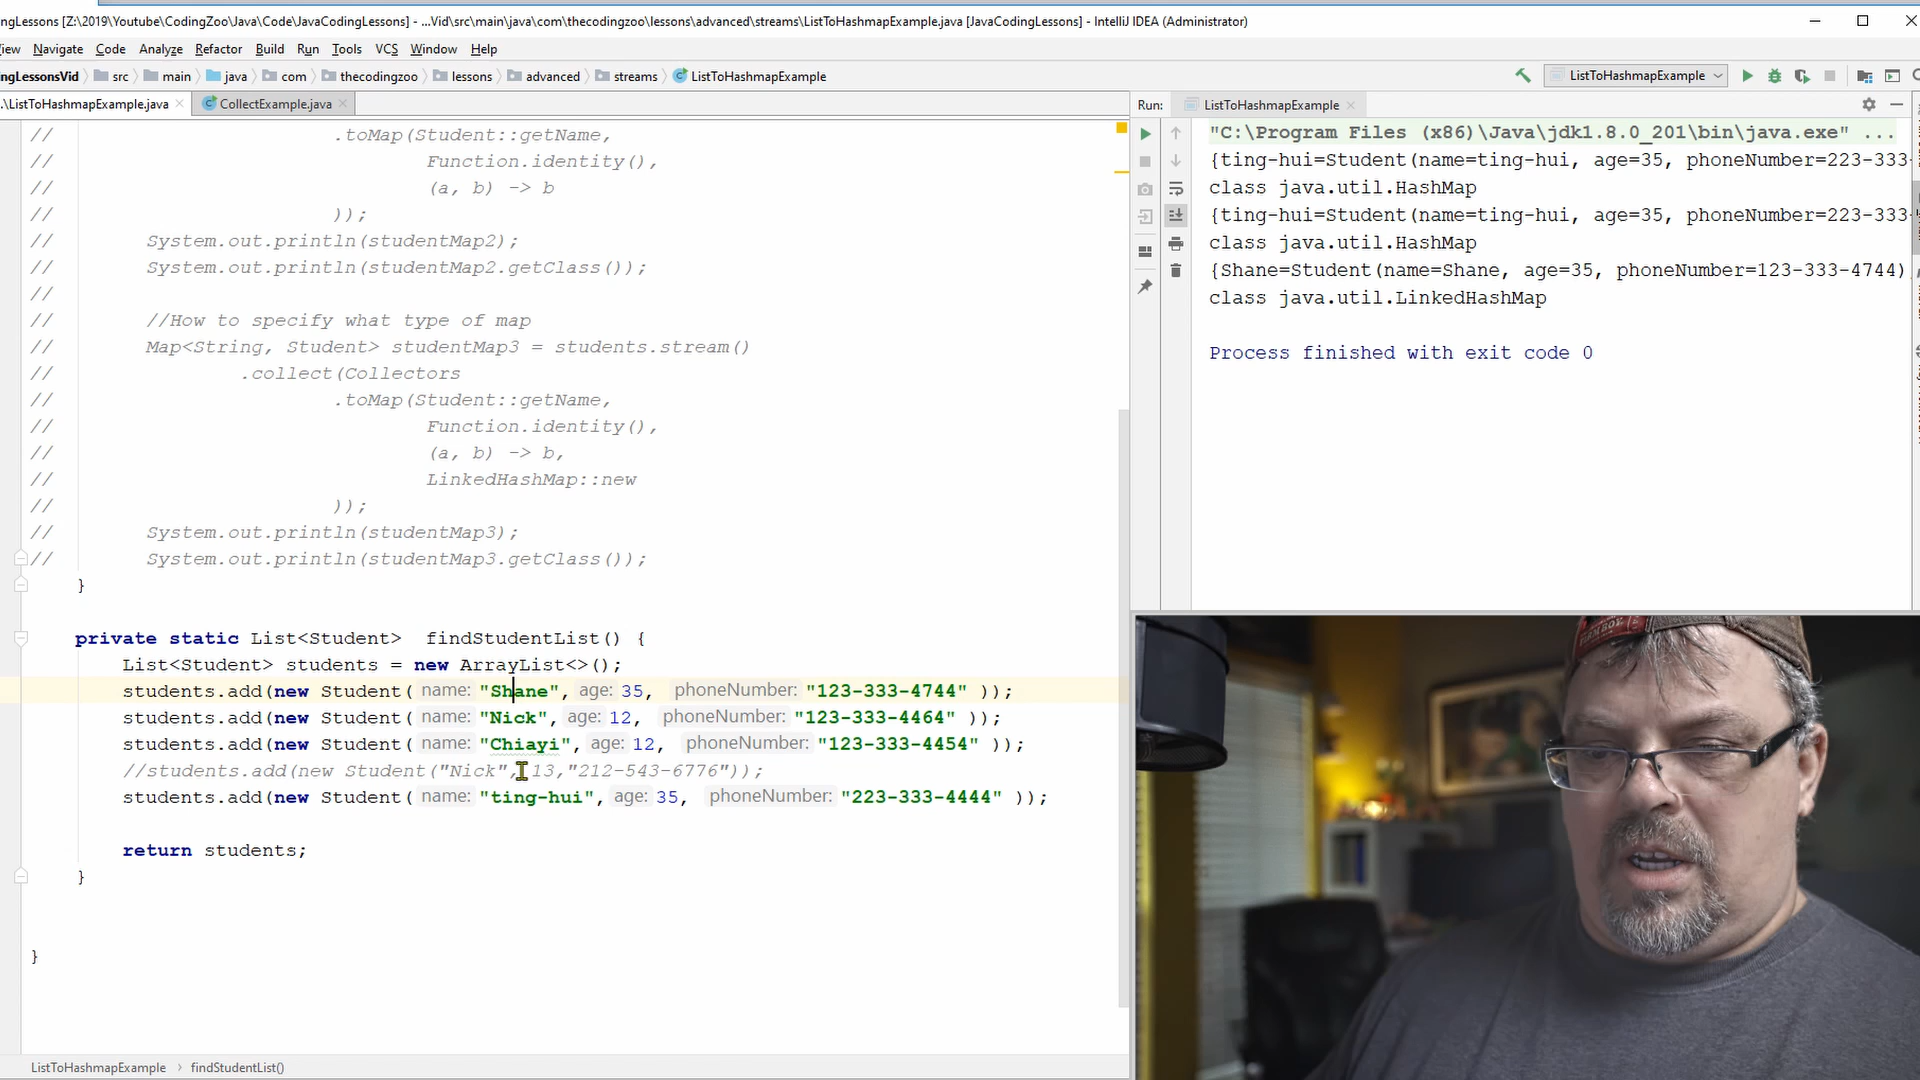 ngLessons [Z:\2019\Youtube\CodingZoo\Java\Code\JavaCodingLessons] - ...Vid\src\main\java\com\thecodingzoo\lessons\advanced\streams\ListToHashmapExample.java [JavaCodingLessons] - IntelliJ IDEA (Administrator)
iew Navigate Code Analyze Refactor Build Run Tools VCS Window Help
ngLessonsVid src main java com thecodingzoo lessons advanced streams ListToHashmapExample ListToHashmapExample
.\ListToHashmapExample.java CollectExample.java Run: ListToHashmapExample
// .toMap(Student::getName,
// Function.identity(),
// (a, b) -> b
// ));
// System.out.println(studentMap2);
// System.out.println(studentMap2.getClass());
//
// //How to specify what type of map
// Map<String, Student> studentMap3 = students.stream()
// .collect(Collectors
// .toMap(Student::getName,
// Function.identity(),
// (a, b) -> b,
// LinkedHashMap::new
// ));
// System.out.println(studentMap3);
// System.out.println(studentMap3.getClass());
}
private static List<Student> findStudentList() {
List<Student> students = new ArrayList<>();
students.add(new Student( name: "Shane", age: 35, phoneNumber: "123-333-4744" ));
students.add(new Student( name: "Nick", age: 12, phoneNumber: "123-333-4464" ));
students.add(new Student( name: "Chiayi", age: 12, phoneNumber: "123-333-4454" ));
//students.add(new Student("Nick", 13,"212-543-6776"));
students.add(new Student( name: "ting-hui", age: 35, phoneNumber: "223-333-4444" ));
return students;
}
}
ListToHashmapExample › findStudentList()
"C:\Program Files (x86)\Java\jdk1.8.0_201\bin\java.exe" ...
{ting-hui=Student(name=ting-hui, age=35, phoneNumber=223-333-
class java.util.HashMap
{ting-hui=Student(name=ting-hui, age=35, phoneNumber=223-333-
class java.util.HashMap
{Shane=Student(name=Shane, age=35, phoneNumber=123-333-4744)
class java.util.LinkedHashMap
Process finished with exit code 0